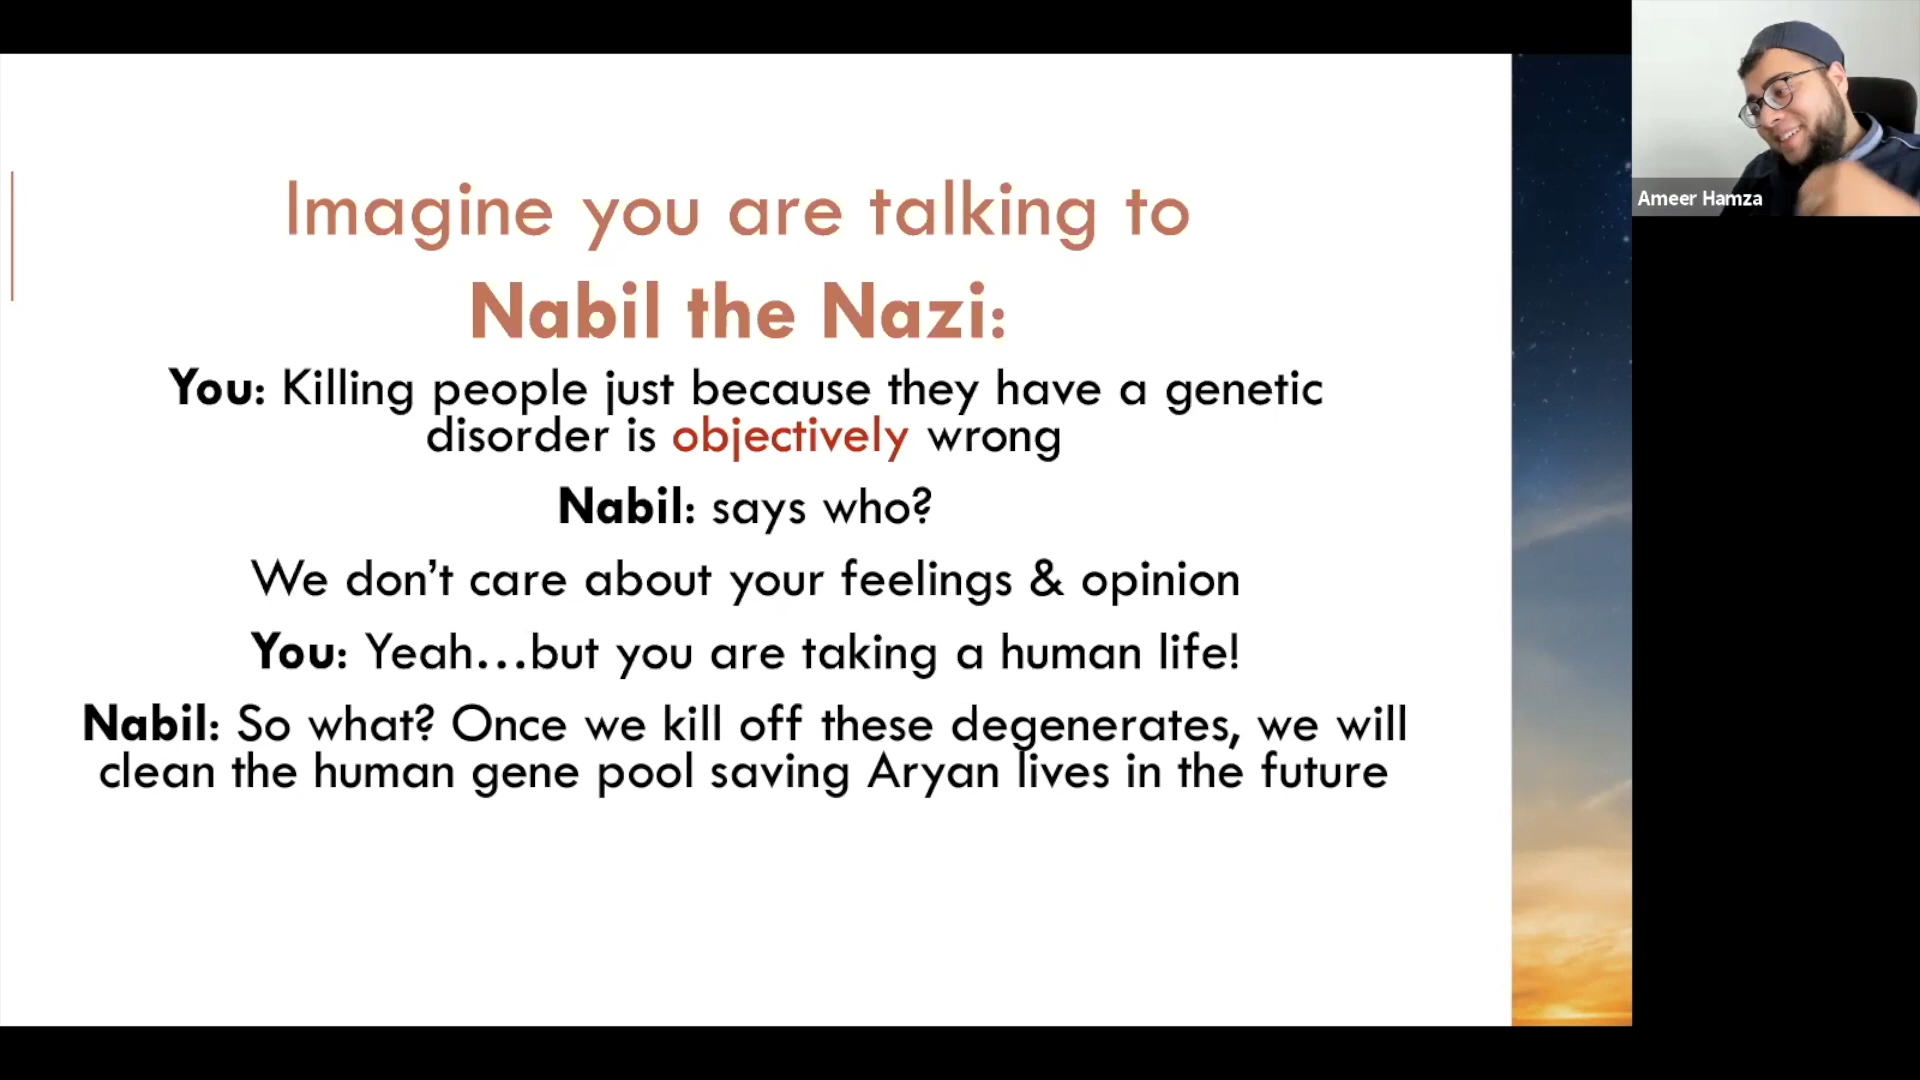 Imagine you are talking to
Nabil the Nazi:
You: Killing people just because they have a genetic
disorder is objectively wrong
Nabil: says who?
We don’t care about your feelings & opinion
You: Yeah...but you are taking a human life!
Nabil: So what? Once we kill off these degenerates, we will
clean the human gene pool saving Aryan lives in the future
Ameer Hamza